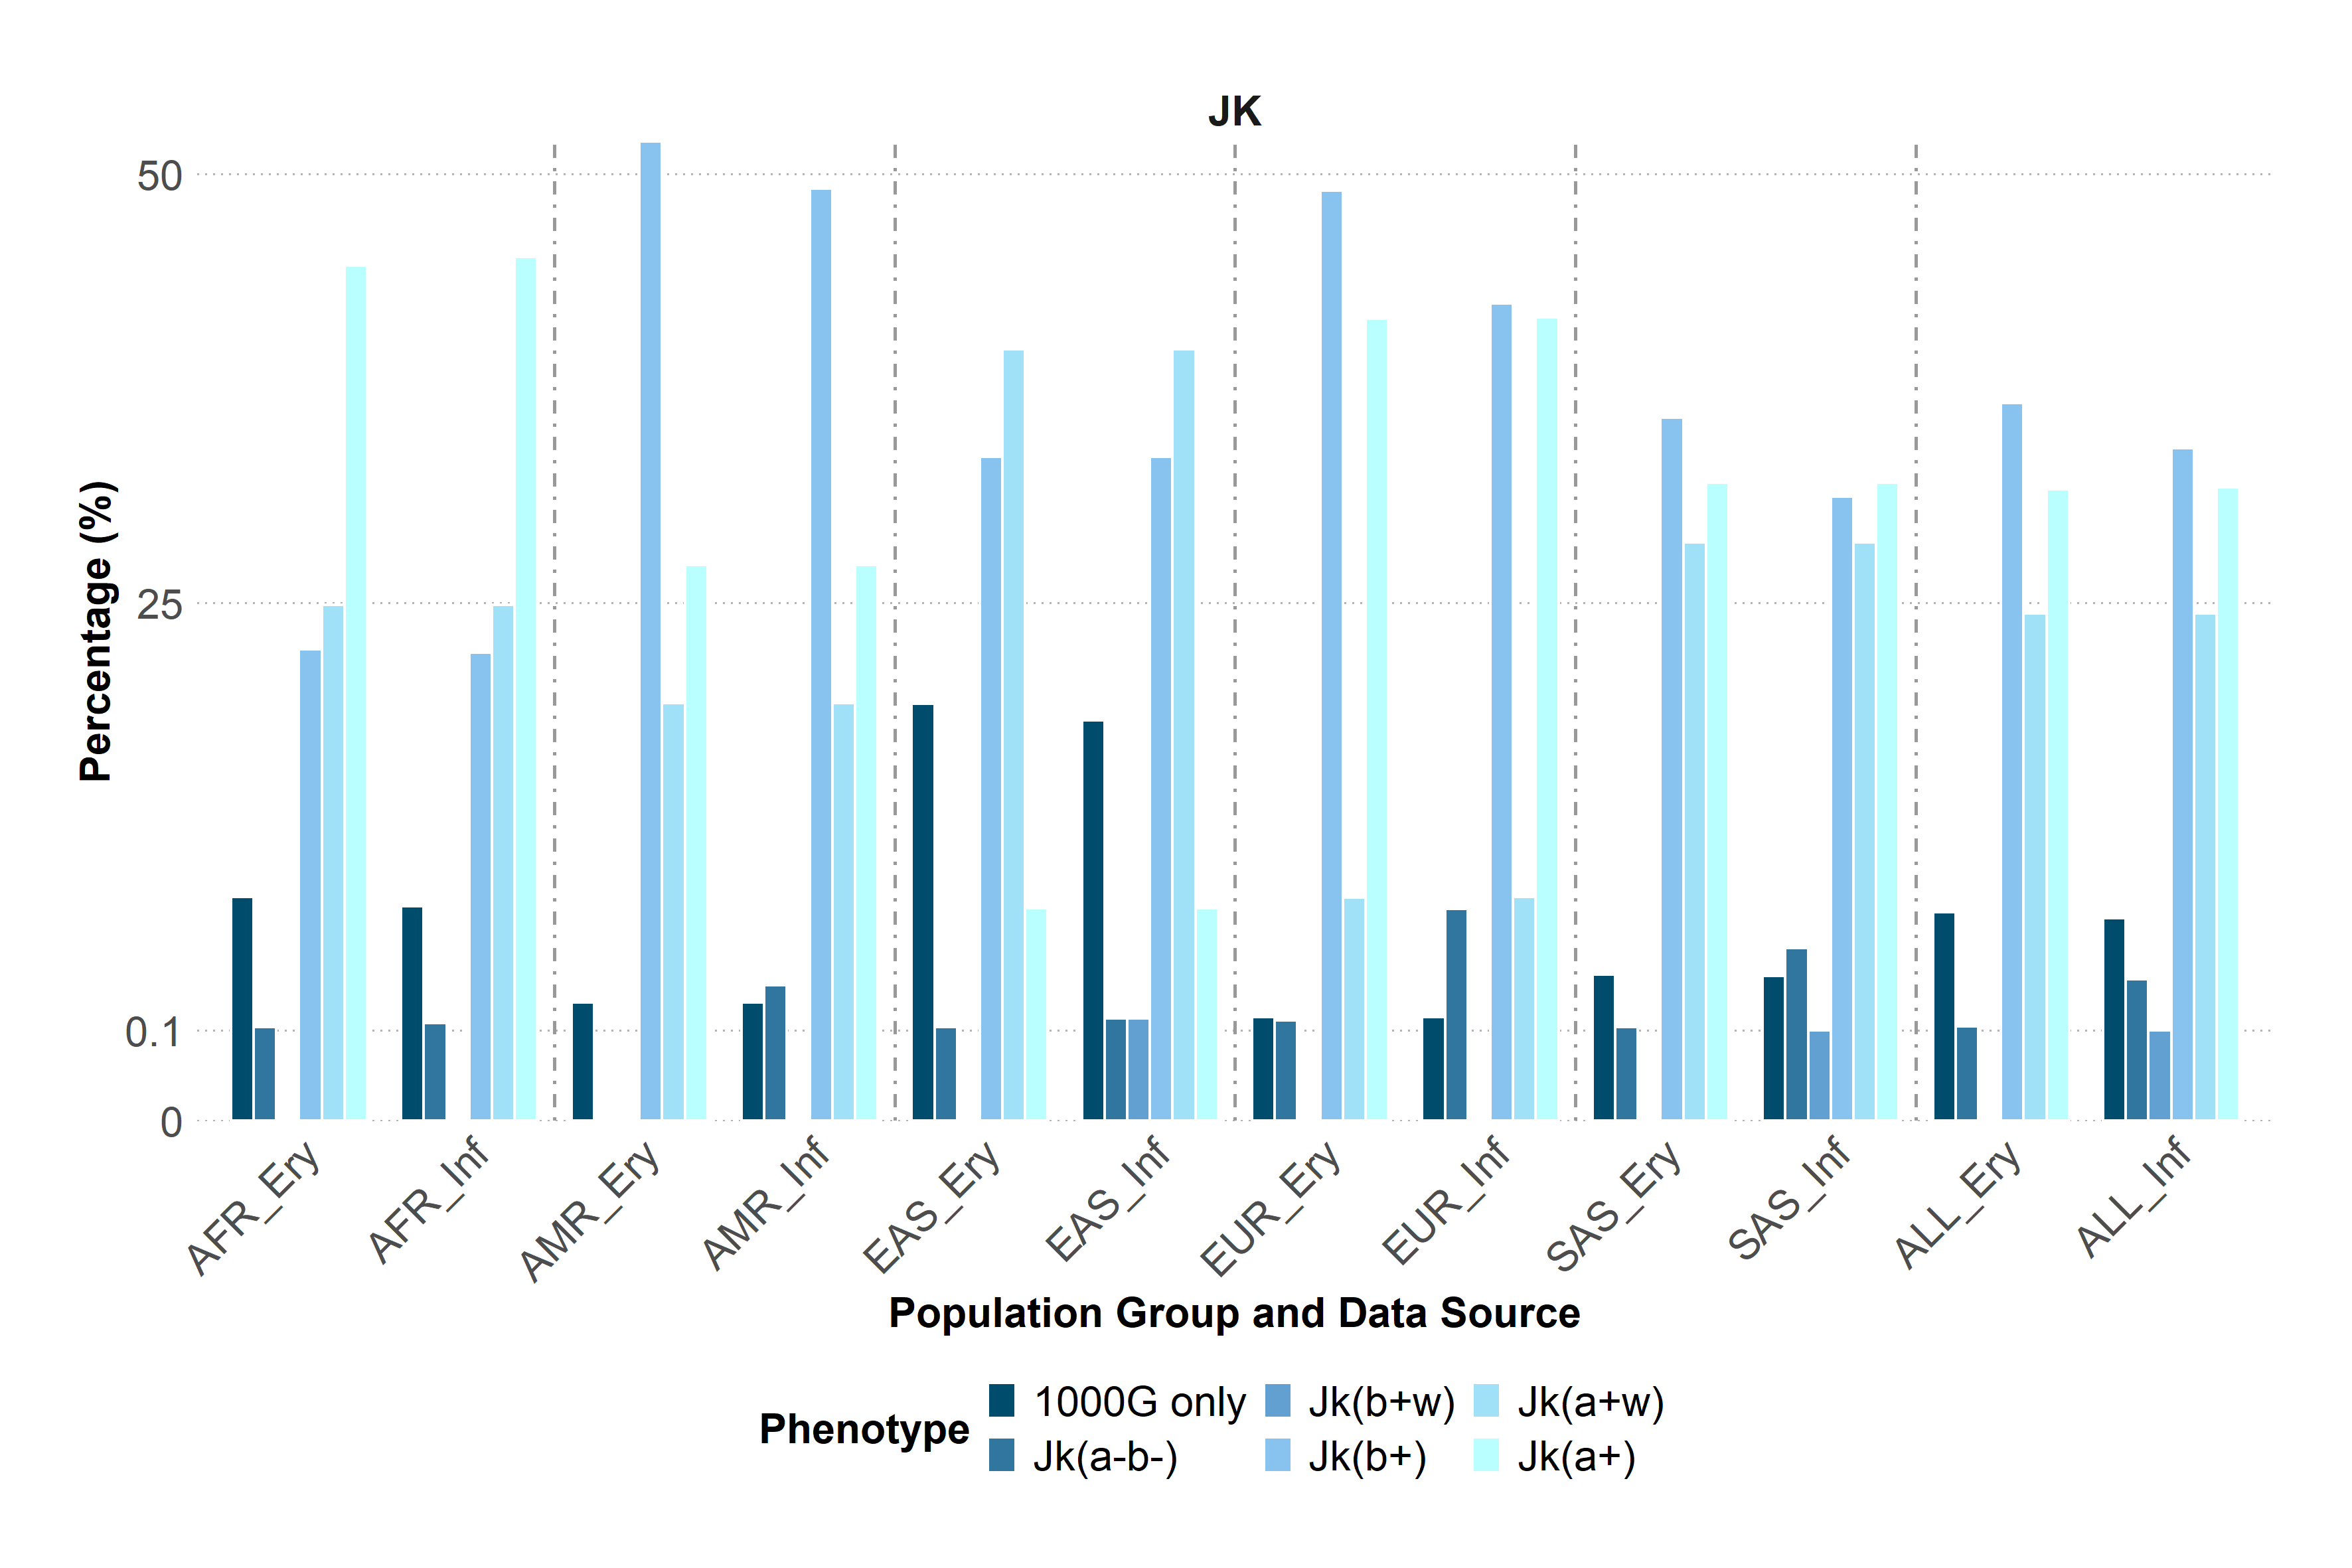 JK
Percentage (%)
50
25
0.1
0
AFR_Ery
AFR_Inf
AMR_Ery
AMR_Inf
EAS_Ery
EAS_Inf
EUR_Ery
EUR_Inf
SAS_Ery
SAS_Inf
ALL_Ery
ALL_Inf
Population Group and Data Source
Phenotype
1000G only
Jk(b+w)
Jk(a+w)
Jk(a-b-)
Jk(b+)
Jk(a+)